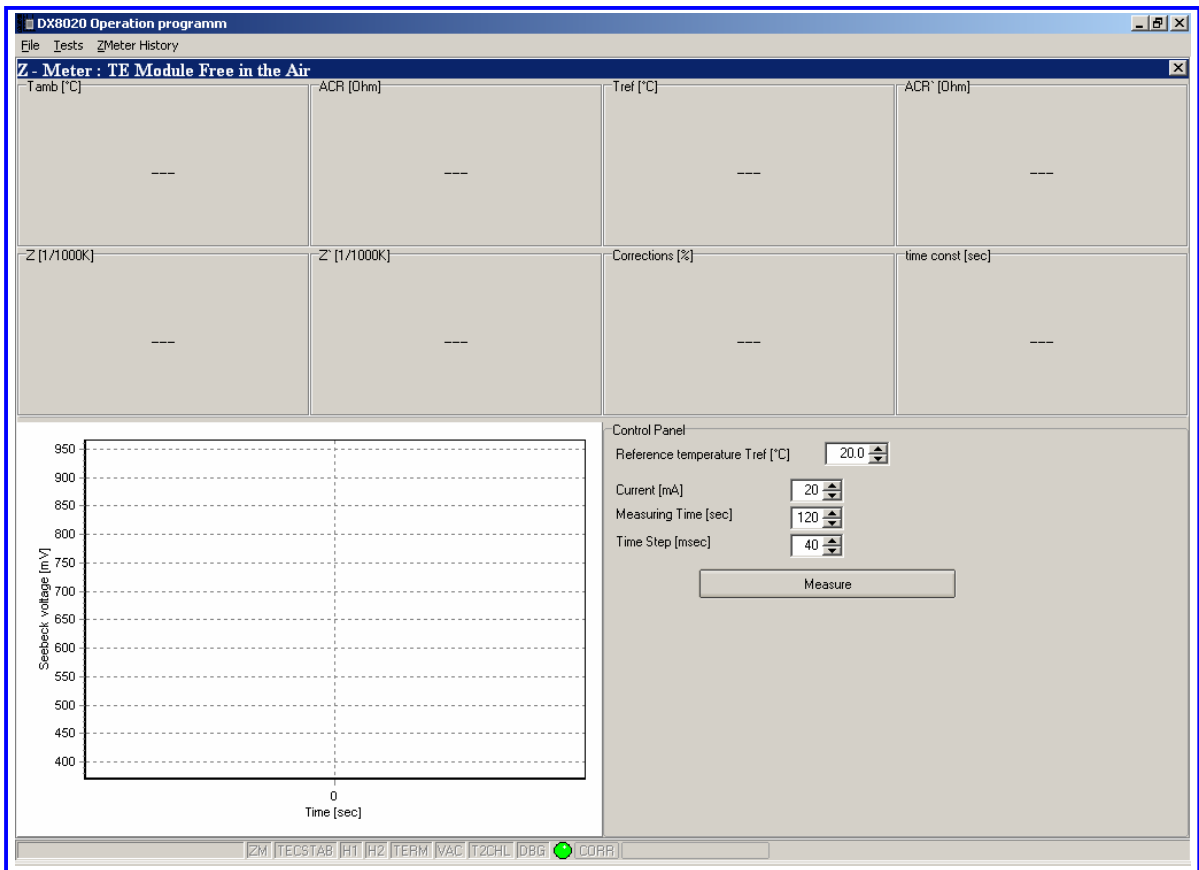 DX8020 Operation programm
File Tests ZMeter History
Z - Meter : TE Module Free in the Air
Tamb [°C] ACR [Ohm] Tref [°C] ACR` [Ohm]
--- --- --- ---
Z [1/1000K] Z` [1/1000K] Corrections [%] time const [sec]
--- --- --- ---
Control Panel
Reference temperature Tref [°C] 20.0
Current [mA] 20
Measuring Time [sec] 120
Time Step [msec] 40
Measure
Seebeck voltage [mV]
950
900
850
800
750
700
650
600
550
500
450
400
0
Time [sec]
ZM TECSTAB H1 H2 TERM VAC T2CHL DBG CORR